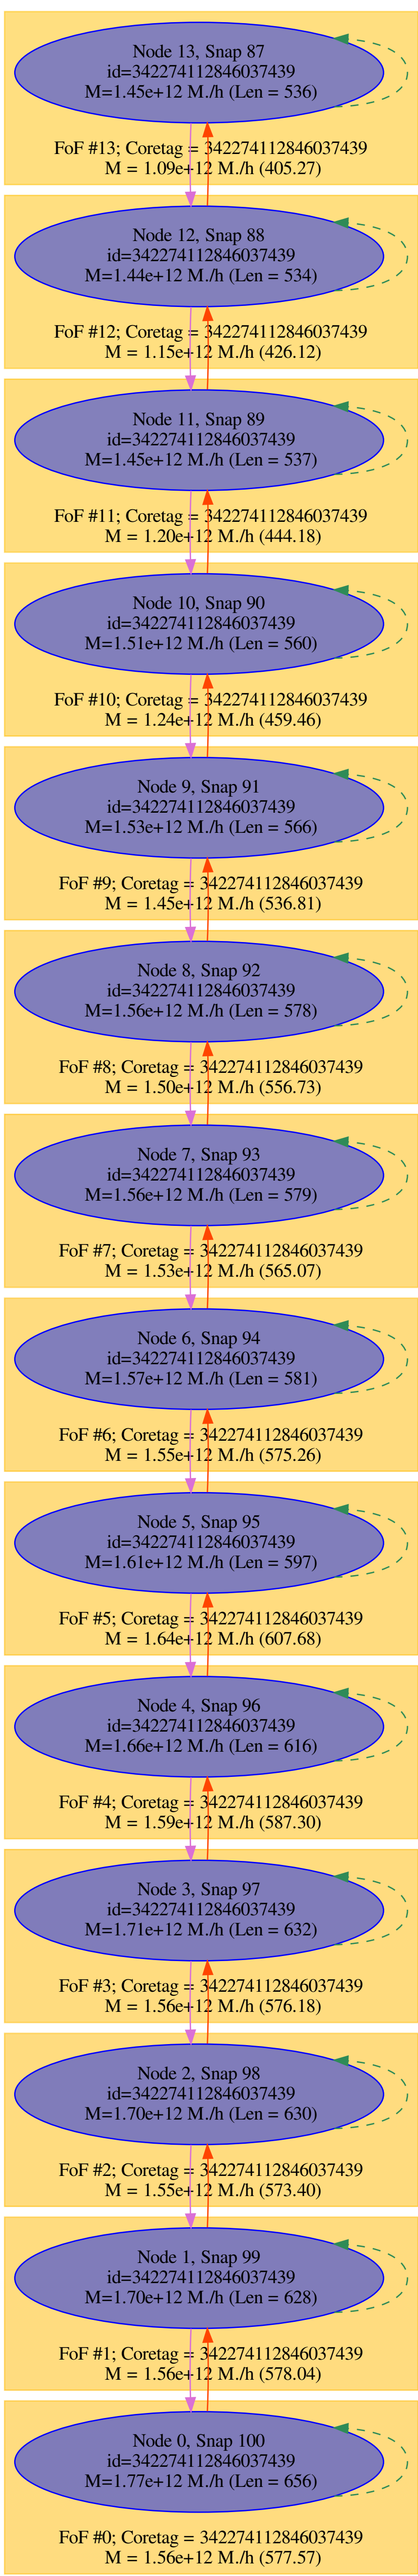 Node 13, Snap 87
id=342274112846037439
M=1.45e+12 M./h (Len = 536)
FoF #13; Coretag = 342274112846037439
M = 1.09e+12 M./h (405.27)
Node 12, Snap 88
id=342274112846037439
M=1.44e+12 M./h (Len = 534)
FoF #12; Coretag = 342274112846037439
M = 1.15e+12 M./h (426.12)
Node 11, Snap 89
id=342274112846037439
M=1.45e+12 M./h (Len = 537)
FoF #11; Coretag = 342274112846037439
M = 1.20e+12 M./h (444.18)
Node 10, Snap 90
id=342274112846037439
M=1.51e+12 M./h (Len = 560)
FoF #10; Coretag = 342274112846037439
M = 1.24e+12 M./h (459.46)
Node 9, Snap 91
id=342274112846037439
M=1.53e+12 M./h (Len = 566)
FoF #9; Coretag = 342274112846037439
M = 1.45e+12 M./h (536.81)
Node 8, Snap 92
id=342274112846037439
M=1.56e+12 M./h (Len = 578)
FoF #8; Coretag = 342274112846037439
M = 1.50e+12 M./h (556.73)
Node 7, Snap 93
id=342274112846037439
M=1.56e+12 M./h (Len = 579)
FoF #7; Coretag = 342274112846037439
M = 1.53e+12 M./h (565.07)
Node 6, Snap 94
id=342274112846037439
M=1.57e+12 M./h (Len = 581)
FoF #6; Coretag = 342274112846037439
M = 1.55e+12 M./h (575.26)
Node 5, Snap 95
id=342274112846037439
M=1.61e+12 M./h (Len = 597)
FoF #5; Coretag = 342274112846037439
M = 1.64e+12 M./h (607.68)
Node 4, Snap 96
id=342274112846037439
M=1.66e+12 M./h (Len = 616)
FoF #4; Coretag = 342274112846037439
M = 1.59e+12 M./h (587.30)
Node 3, Snap 97
id=342274112846037439
M=1.71e+12 M./h (Len = 632)
FoF #3; Coretag = 342274112846037439
M = 1.56e+12 M./h (576.18)
Node 2, Snap 98
id=342274112846037439
M=1.70e+12 M./h (Len = 630)
FoF #2; Coretag = 342274112846037439
M = 1.55e+12 M./h (573.40)
Node 1, Snap 99
id=342274112846037439
M=1.70e+12 M./h (Len = 628)
FoF #1; Coretag = 342274112846037439
M = 1.56e+12 M./h (578.04)
Node 0, Snap 100
id=342274112846037439
M=1.77e+12 M./h (Len = 656)
FoF #0; Coretag = 342274112846037439
M = 1.56e+12 M./h (577.57)